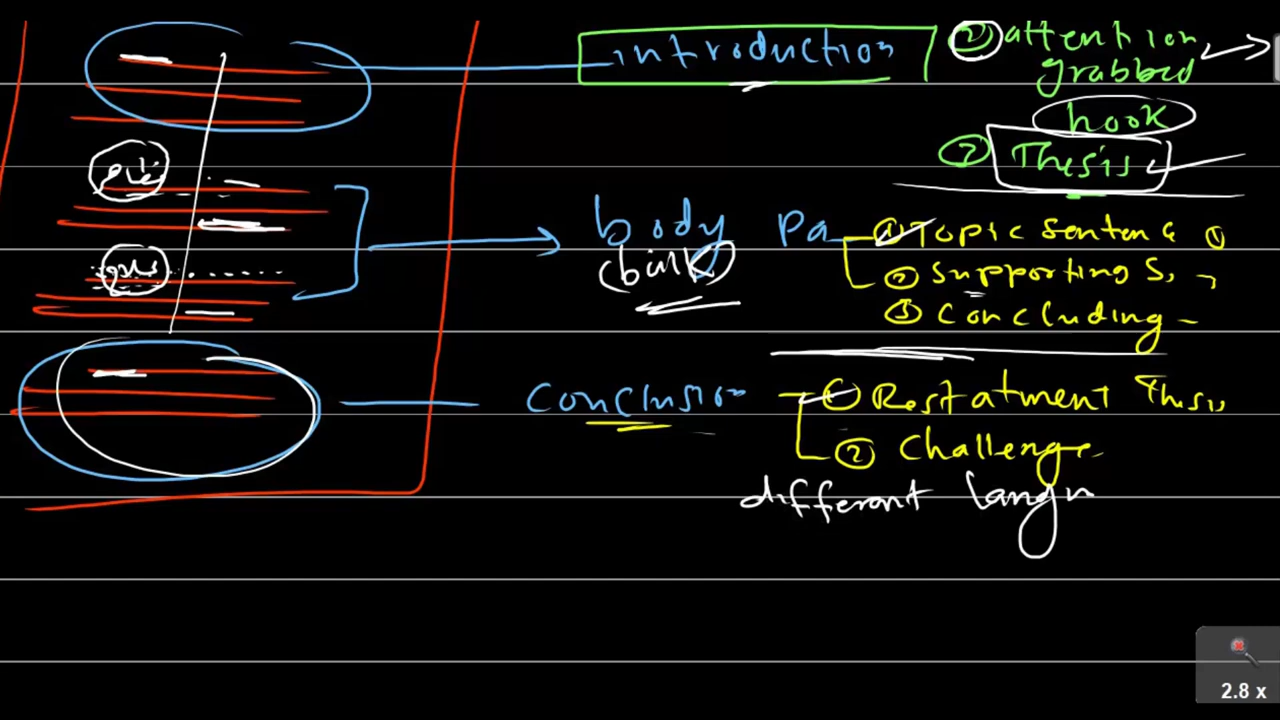 introduction
attention
grabbed
hook
② Thesis
body Pa
(bulk)
① Topic Sentence ①
② Supporting S,
③ Concluding -
Conclusion
① Restatment Thesis
② Challenge
different langu
2.8 x